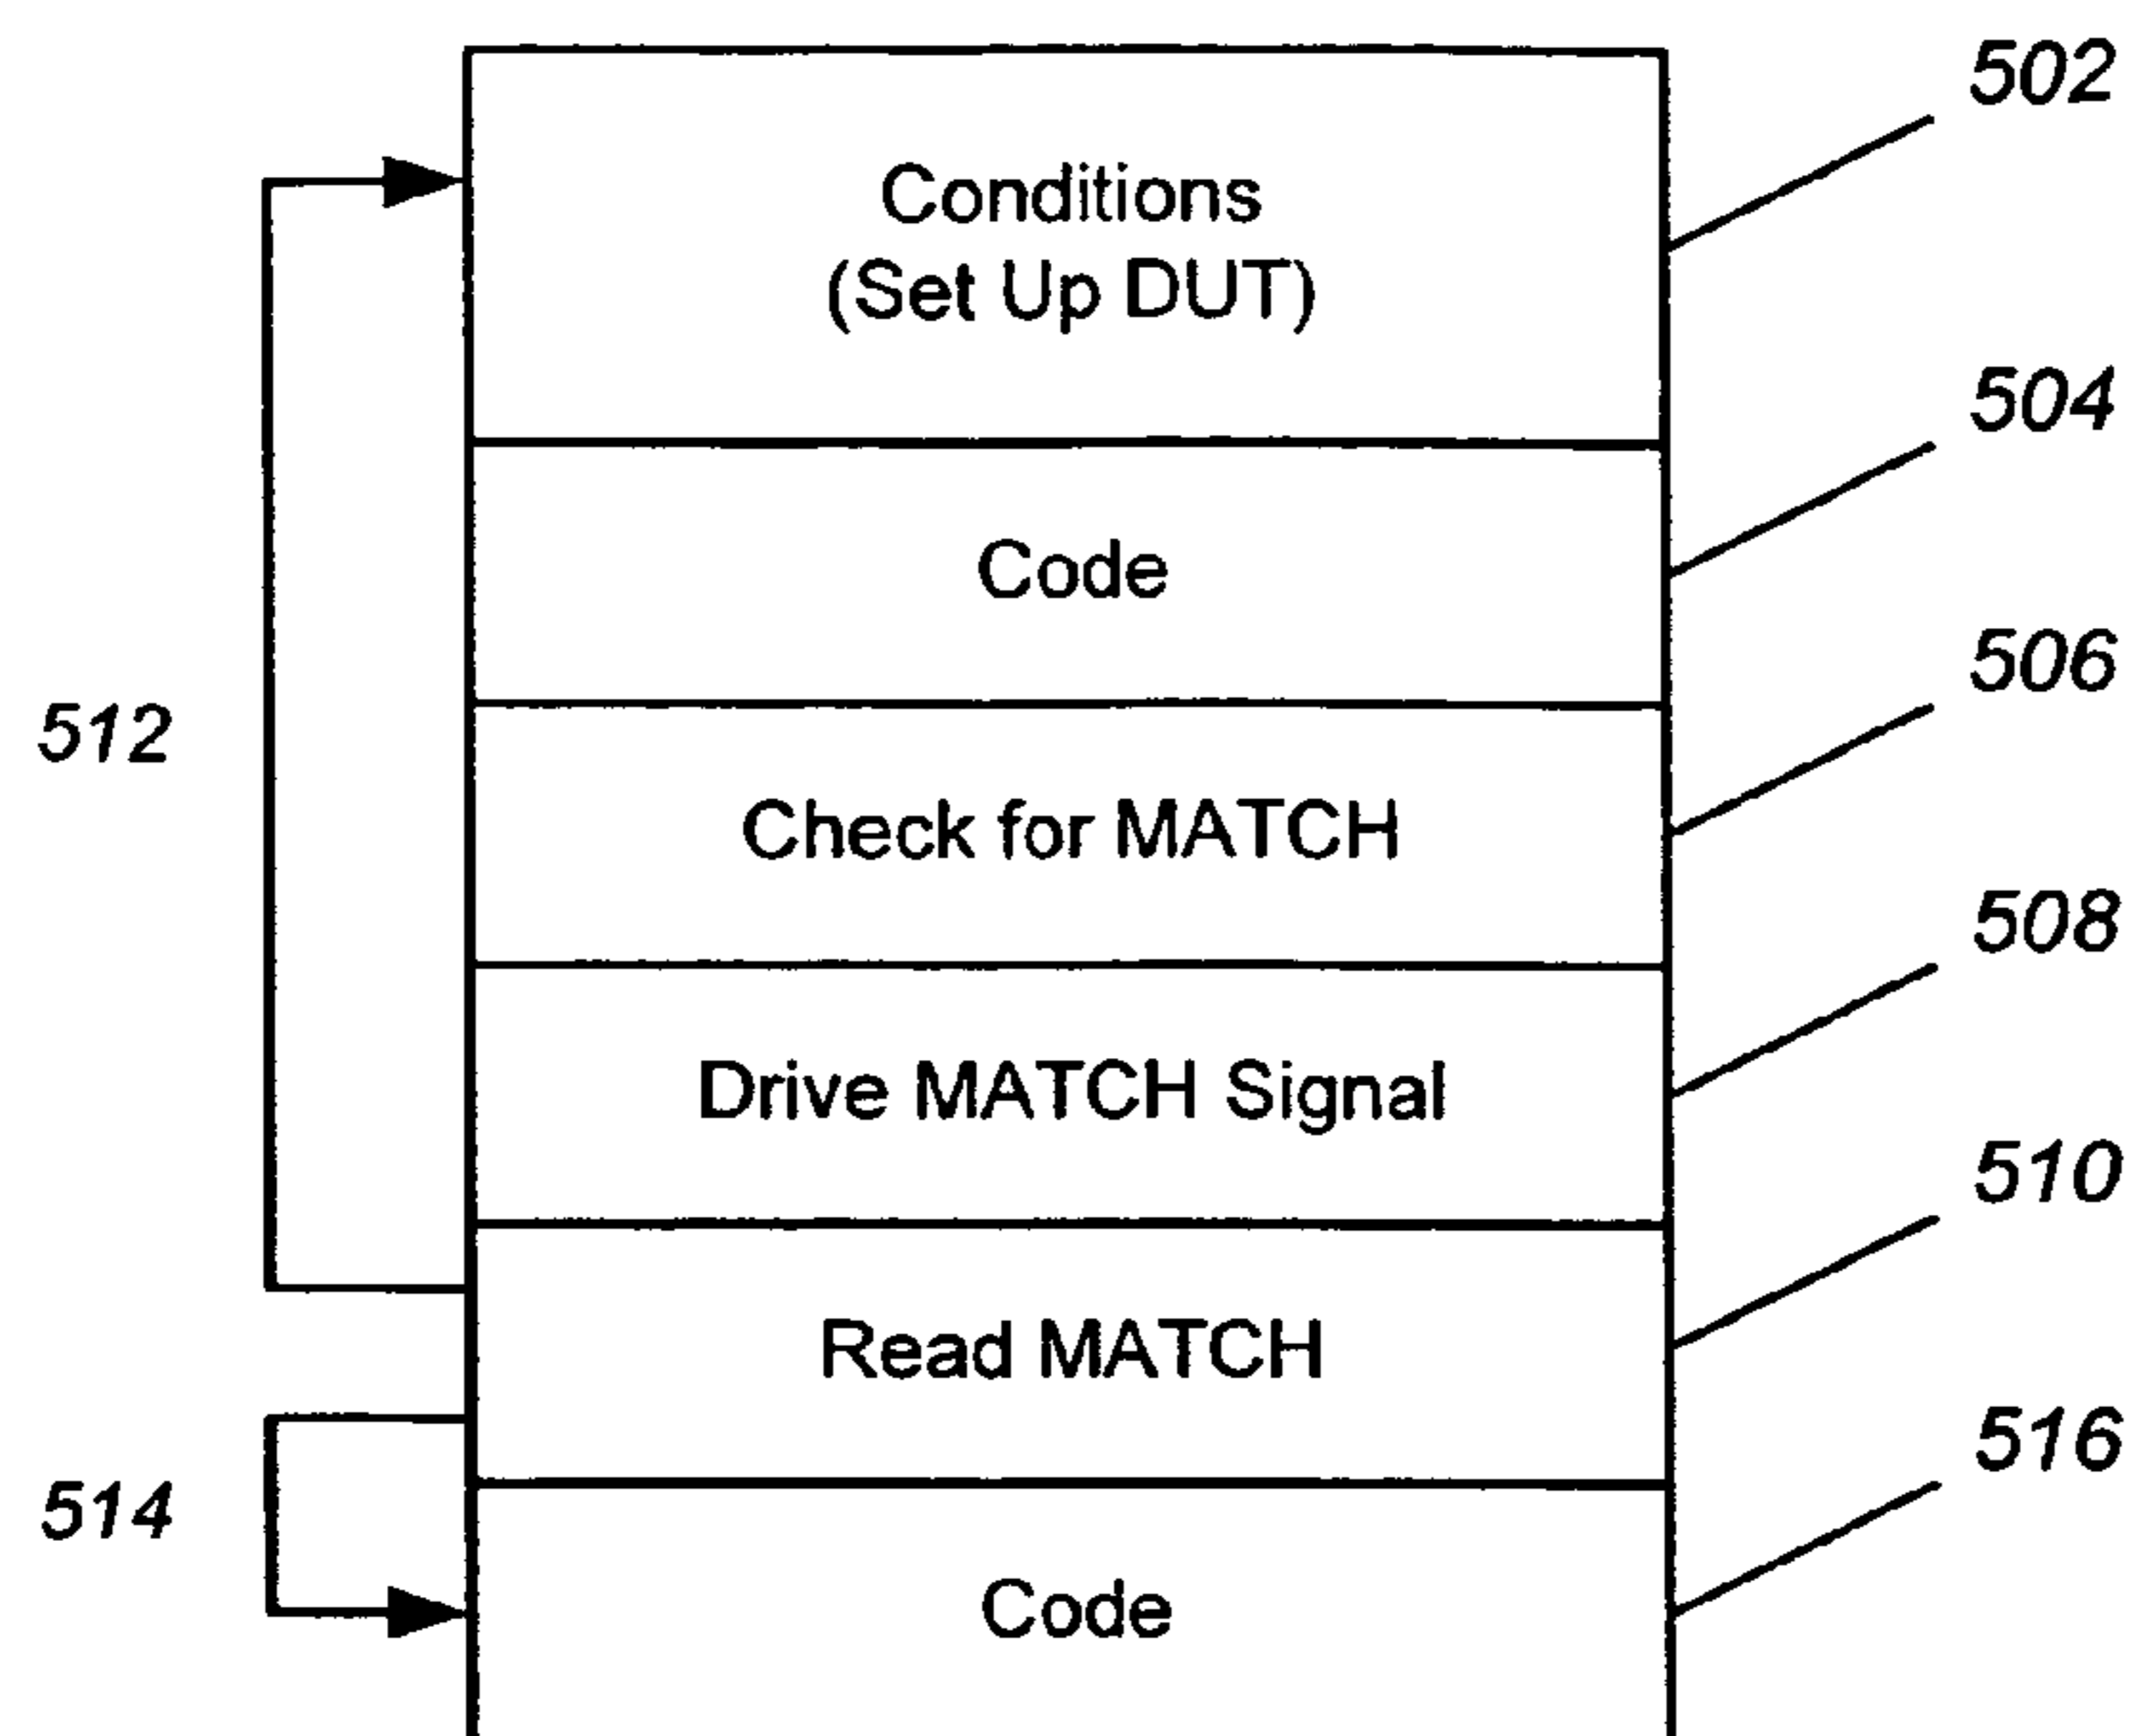 502
Conditions
(Set Up DUT)
504
Code
506
512
Check for MATCH
508
Drive MATCH Signal
510
Read MATCH
516
514
Code